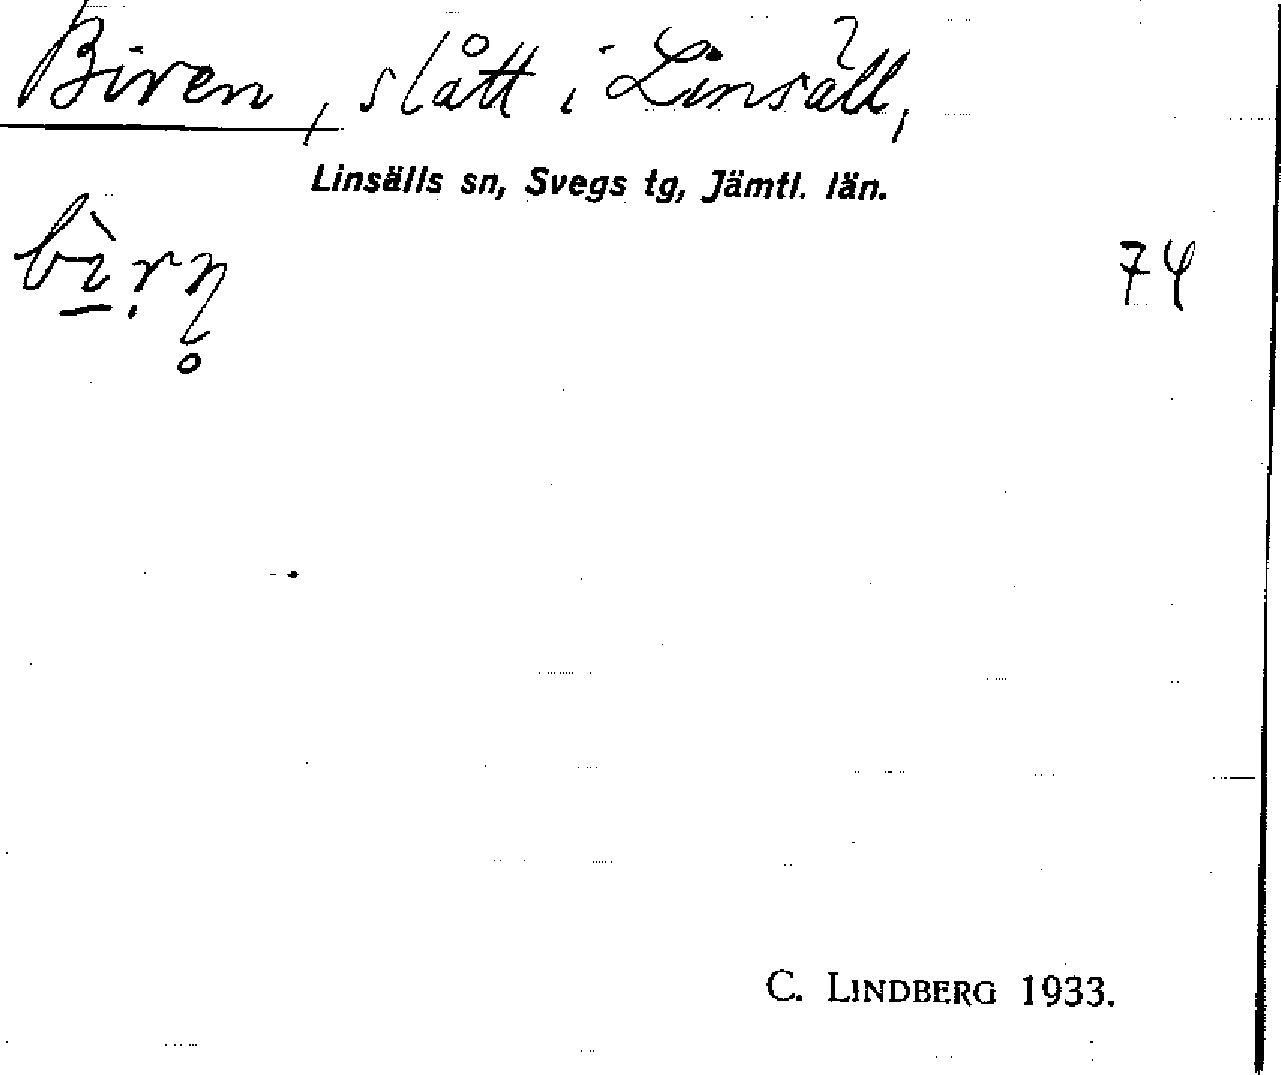 Biren, slått i Linsäll,
Linsälls sn, Svegs tg, Jämtl. län.
74
C. LINDBERG 1933.